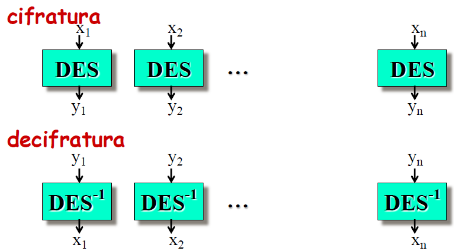 cifratura
x1 x2 xn
DES DES ... DES
y1 y2 yn
decifratura
y1 y2 yn
DES-1 DES-1 ... DES-1
x1 x2 xn